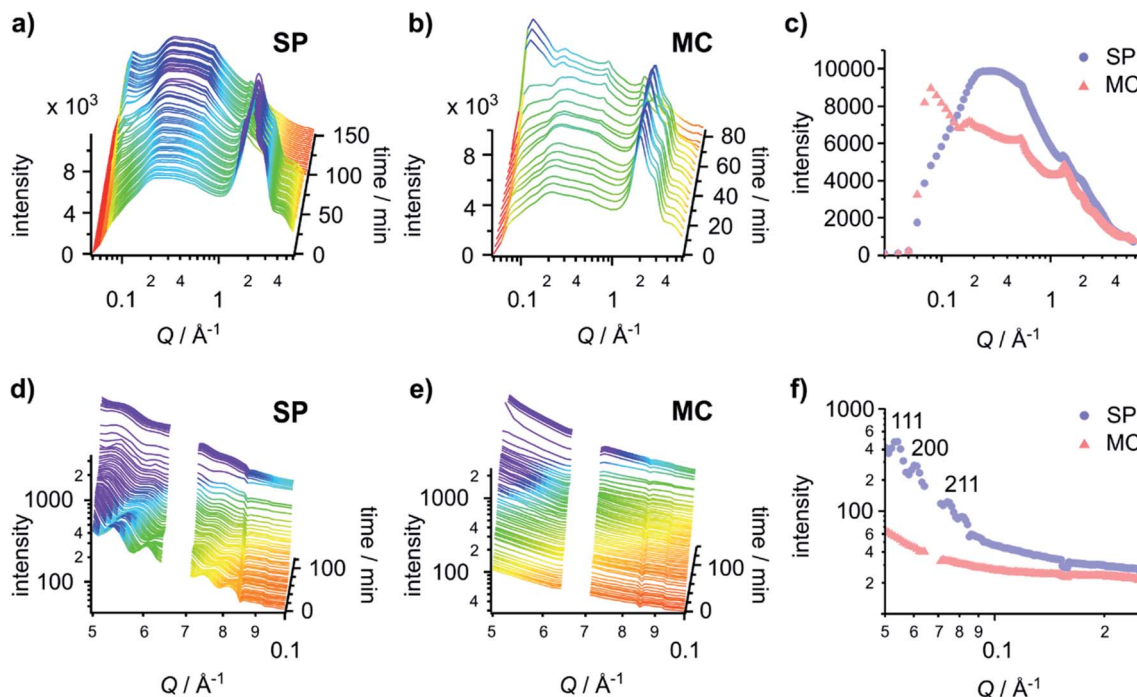 a)
SP
x 10³
8
4
0
intensity
150
100
50
0
time / min
0.1
2
4
1
2
4
Q / Å⁻¹
b)
MC
x 10³
8
4
0
intensity
80
60
40
20
0
time / min
0.1
2
4
1
2
4
Q / Å⁻¹
c)
SP
MC
10000
8000
6000
4000
2000
0
intensity
0.1
2
4
1
2
4
Q / Å⁻¹
d)
SP
2
1000
4
2
100
intensity
100
0
time / min
5
6
7
8
9
0.1
Q / Å⁻¹
e)
MC
2
1000
4
2
100
4
intensity
100
0
time / min
5
6
7
8
9
0.1
Q / Å⁻¹
f)
SP
MC
111
200
211
1000
6
4
2
100
6
4
2
intensity
5
6
7
8
9
0.1
2
Q / Å⁻¹